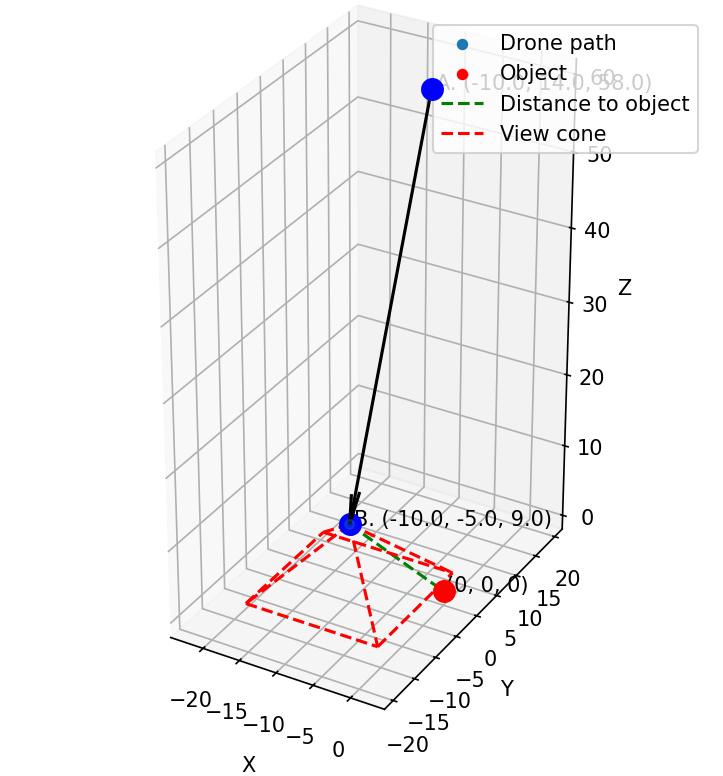 Drone path
Object
Distance to object
View cone
A. (-10.0, 14.0, 58.0)
60
50
40
30
20
10
0
Z
B. (-10.0, -5.0, 9.0)
(0, 0, 0)
20
15
10
5
0
−5
−10
−15
−20
Y
−20
−15
−10
−5
0
X